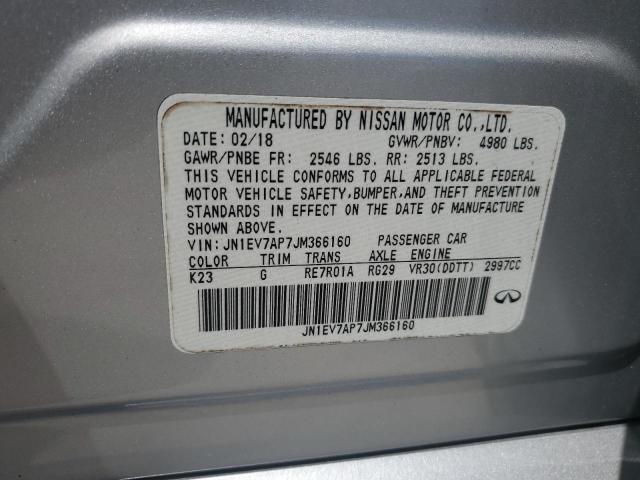 MANUFACTURED BY NISSAN MOTOR CO.,LTD.
DATE: 02/18 GVWR/PNBV: 4980 LBS.
GAWR/PNBE FR: 2546 LBS. RR: 2513 LBS.
THIS VEHICLE CONFORMS TO ALL APPLICABLE FEDERAL
MOTOR VEHICLE SAFETY,BUMPER,AND THEFT PREVENTION
STANDARDS IN EFFECT ON THE DATE OF MANUFACTURE
SHOWN ABOVE.
VIN: JN1EV7AP7JM366160 PASSENGER CAR
COLOR TRIM TRANS AXLE ENGINE
K23 G RE7R01A RG29 VR30(DDTT) 2997CC
JN1EV7AP7JM366160